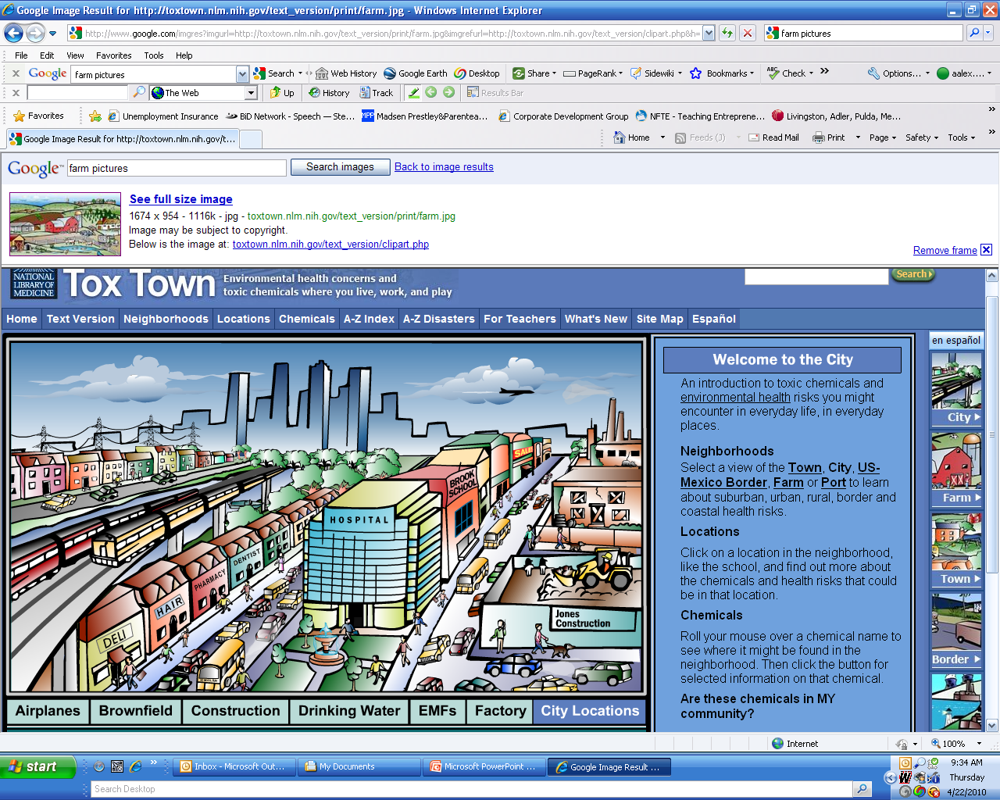 Google Image Result for http://toxtown.nlm.nih.gov/text_version/print/farm.jpg - Windows Internet Explorer
http://www.google.com/imgres?imgurl=http://toxtown.nlm.nih.gov/text_version/print/farm.jpg&imgrefurl=http://toxtown.nlm.nih.gov/text_version/clipart.php&h=
farm pictures
File Edit View Favorites Tools Help
x Google farm pictures Search Web History Google Earth Desktop Share PageRank Sidewiki Bookmarks ABC Check » Options... aalex....
x The Web Up History Track Results Bar
Favorites Unemployment Insurance BiD Network - Speech — Ste... MPP Madsen Prestley&Parentea... Corporate Development Group NFTE - Teaching Entreprene... Livingston, Adler, Pulda, Me... »
Google Image Result for http://toxtown.nlm.nih.gov/t... Home Feeds (J) Read Mail Print Page Safety Tools »
Google™ farm pictures Search images Back to image results
See full size image
1674 x 954 - 1116k - jpg - toxtown.nlm.nih.gov/text_version/print/farm.jpg
Image may be subject to copyright.
Below is the image at: toxtown.nlm.nih.gov/text_version/clipart.php
Remove frame
NATIONAL LIBRARY OF MEDICINE
Tox Town
Environmental health concerns and
toxic chemicals where you live, work, and play
Search
Home Text Version Neighborhoods Locations Chemicals A-Z Index A-Z Disasters For Teachers What's New Site Map Español
SALE
BROOK SCHOOL
HOSPITAL
DENTIST
PHARMACY
HAIR
DELI
Jones
Construction
Airplanes Brownfield Construction Drinking Water EMFs Factory City Locations
Welcome to the City
An introduction to toxic chemicals and
environmental health risks you might
encounter in everyday life, in everyday
places.
Neighborhoods
Select a view of the Town, City, US-
Mexico Border, Farm or Port to learn
about suburban, urban, rural, border and
coastal health risks.
Locations
Click on a location in the neighborhood,
like the school, and find out more about
the chemicals and health risks that could
be in that location.
Chemicals
Roll your mouse over a chemical name to
see where it might be found in the
neighborhood. Then click the button for
selected information on that chemical.
Are these chemicals in MY
community?
en español
City
Farm
Town
Border
Internet 100%
start » Inbox - Microsoft Out... My Documents Microsoft PowerPoint ... Google Image Result ...
Search Desktop
9:34 AM
Thursday
4/22/2010